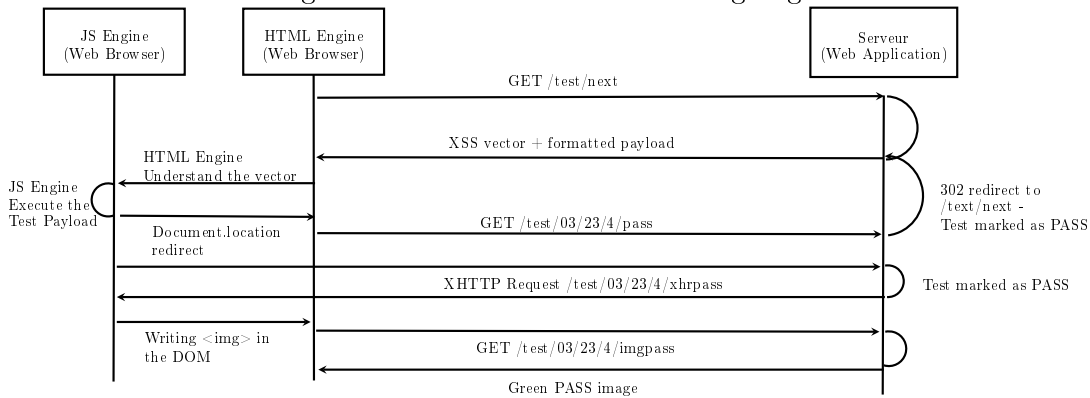 JS Engine
(Web Browser)
HTML Engine
(Web Browser)
Serveur
(Web Application)
GET /test/next
XSS vector + formatted payload
HTML Engine
Understand the vector
JS Engine
Execute the
Test Payload
302 redirect to
/text/next -
Test marked as PASS
GET /test/03/23/4/pass
Document.location
redirect
XHTTP Request /test/03/23/4/xhrpass
Test marked as PASS
Writing <img> in
the DOM
GET /test/03/23/4/imgpass
Green PASS image